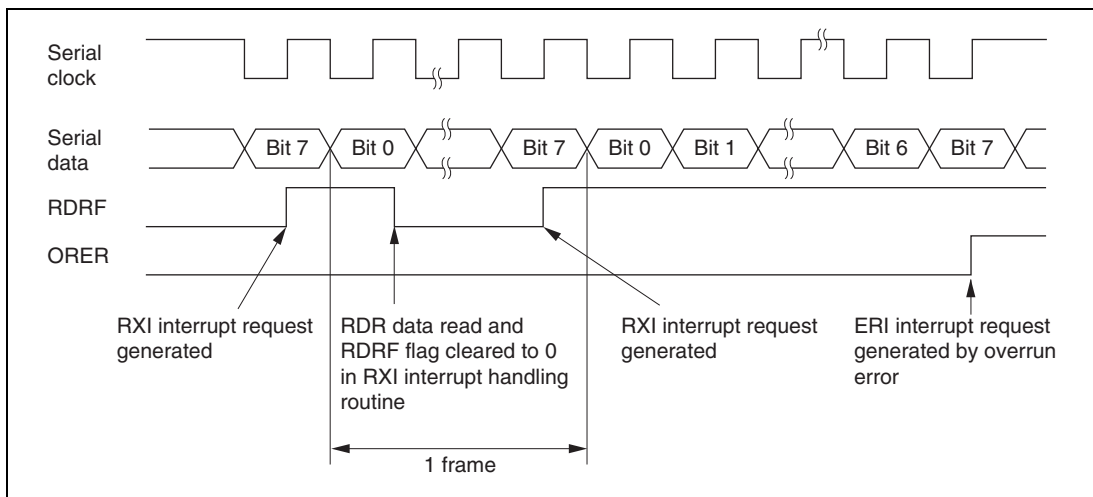 Serial
clock
Serial
data
Bit 7
Bit 0
Bit 7
Bit 0
Bit 1
Bit 6
Bit 7
RDRF
ORER
RXI interrupt request
generated
RDR data read and
RDRF flag cleared to 0
in RXI interrupt handling
routine
RXI interrupt request
generated
ERI interrupt request
generated by overrun
error
1 frame